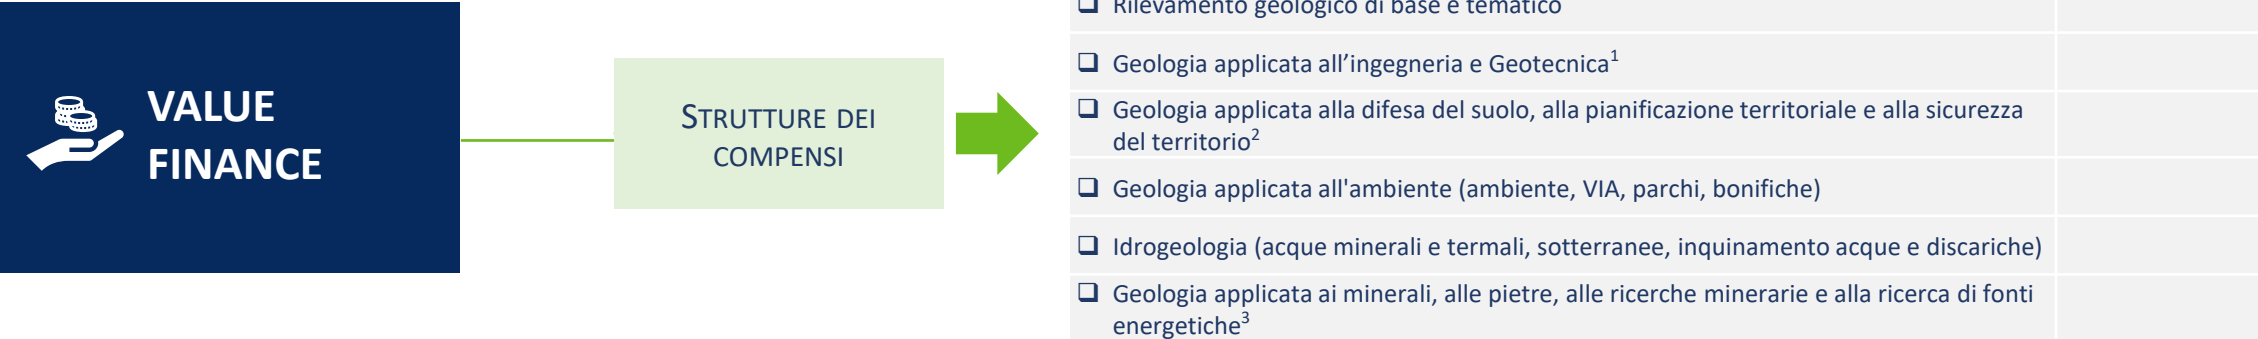 VALUE
FINANCE
STRUTTURE DEI
COMPENSI
❑ Rilevamento geologico di base e tematico
❑ Geologia applicata all’ingegneria e Geotecnica¹
❑ Geologia applicata alla difesa del suolo, alla pianificazione territoriale e alla sicurezza
del territorio²
❑ Geologia applicata all'ambiente (ambiente, VIA, parchi, bonifiche)
❑ Idrogeologia (acque minerali e termali, sotterranee, inquinamento acque e discariche)
❑ Geologia applicata ai minerali, alle pietre, alle ricerche minerarie e alla ricerca di fonti
energetiche³